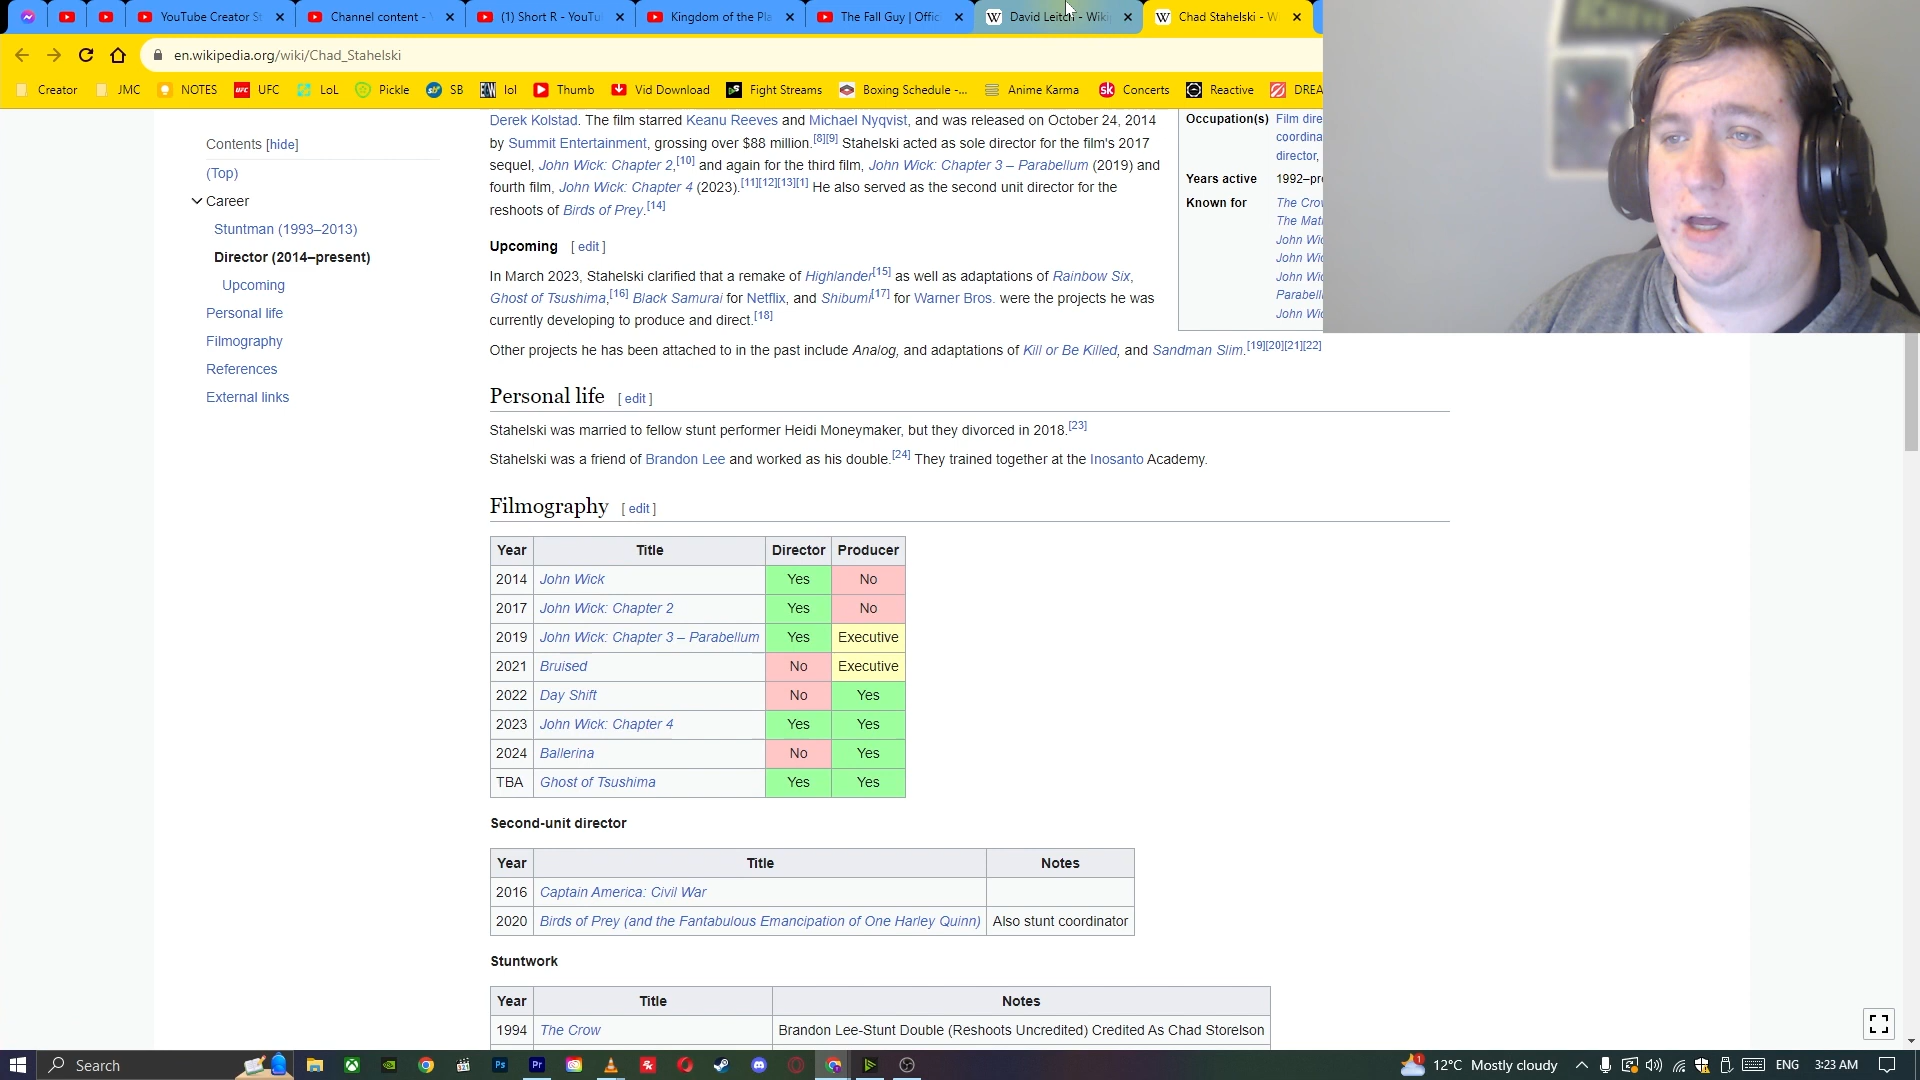 YouTube Creator St
Channel content - Y
(1) Short R - YouTu
Kingdom of the Pla
The Fall Guy | Offic
David Leitch - Wiki
Chad Stahelski - W
en.wikipedia.org/wiki/Chad_Stahelski
Creator JMC NOTES UFC LoL Pickle SB lol Thumb Vid Download Fight Streams Boxing Schedule -... Anime Karma Concerts Reactive DREA
Contents [hide]
(Top)
Career
Stuntman (1993–2013)
Director (2014–present)
Upcoming
Personal life
Filmography
References
External links
Derek Kolstad. The film starred Keanu Reeves and Michael Nyqvist, and was released on October 24, 2014
by Summit Entertainment, grossing over $88 million.[8][9] Stahelski acted as sole director for the film's 2017
sequel, John Wick: Chapter 2,[10] and again for the third film, John Wick: Chapter 3 – Parabellum (2019) and
fourth film, John Wick: Chapter 4 (2023).[11][12][13][1] He also served as the second unit director for the
reshoots of Birds of Prey.[14]
Occupation(s) Film dire
coordina
director,
Years active 1992–pre
Known for The Crow
The Mat
John Wic
John Wic
John Wic
Parabell
John Wic
Upcoming [ edit ]
In March 2023, Stahelski clarified that a remake of Highlander[15] as well as adaptations of Rainbow Six,
Ghost of Tsushima,[16] Black Samurai for Netflix, and Shibumi[17] for Warner Bros. were the projects he was
currently developing to produce and direct.[18]
Other projects he has been attached to in the past include Analog, and adaptations of Kill or Be Killed, and Sandman Slim.[19][20][21][22]
Personal life [ edit ]
Stahelski was married to fellow stunt performer Heidi Moneymaker, but they divorced in 2018.[23]
Stahelski was a friend of Brandon Lee and worked as his double.[24] They trained together at the Inosanto Academy.
Filmography [ edit ]
Year Title Director Producer
2014 John Wick Yes No
2017 John Wick: Chapter 2 Yes No
2019 John Wick: Chapter 3 – Parabellum Yes Executive
2021 Bruised No Executive
2022 Day Shift No Yes
2023 John Wick: Chapter 4 Yes Yes
2024 Ballerina No Yes
TBA Ghost of Tsushima Yes Yes
Second-unit director
Year Title Notes
2016 Captain America: Civil War
2020 Birds of Prey (and the Fantabulous Emancipation of One Harley Quinn) Also stunt coordinator
Stuntwork
Year Title Notes
1994 The Crow Brandon Lee-Stunt Double (Reshoots Uncredited) Credited As Chad Storelson
Search
12°C Mostly cloudy ENG 3:23 AM